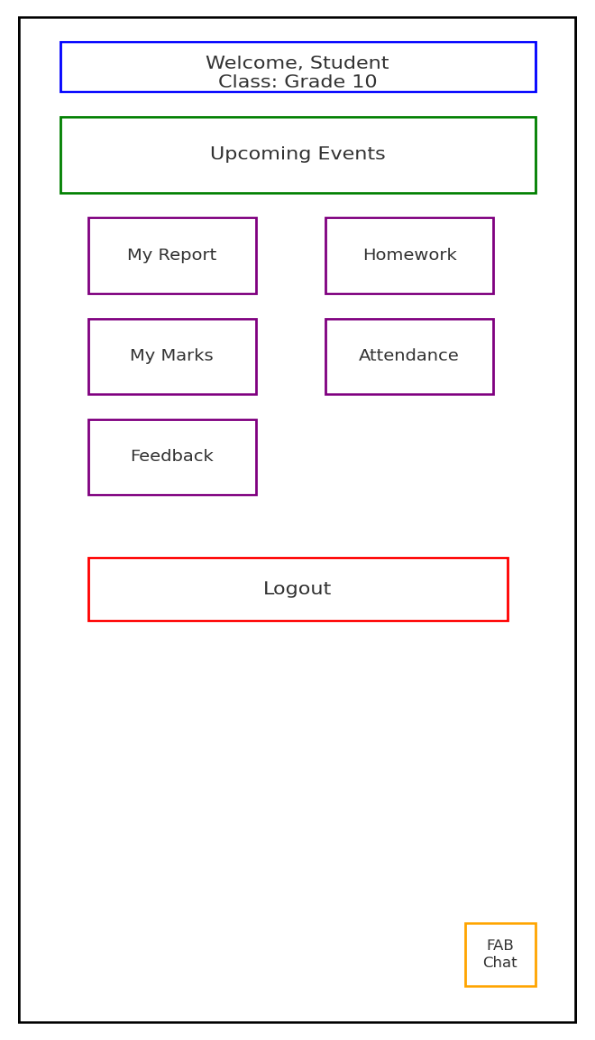 Welcome, Student
Class: Grade 10
Upcoming Events
My Report
Homework
My Marks
Attendance
Feedback
Logout
FAB
Chat